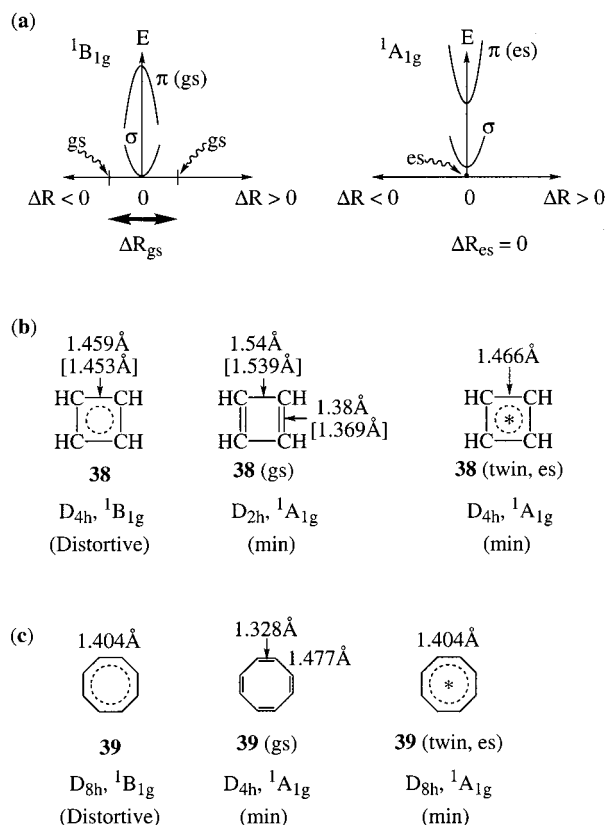 (a)
¹B₁g E π (gs) σ gs gs
ΔR < 0 0 ΔR > 0
ΔRgs
¹A₁g E π (es) σ es
ΔR < 0 0 ΔR > 0
ΔRes = 0
(b)
1.459Å
[1.453Å]
HC CH
HC CH
38
D₄h, ¹B₁g
(Distortive)
1.54Å
[1.539Å]
HC CH
HC CH
1.38Å
[1.369Å]
38 (gs)
D₂h, ¹A₁g
(min)
1.466Å
HC CH
*
HC CH
38 (twin, es)
D₄h, ¹A₁g
(min)
(c)
1.404Å
39
D₈h, ¹B₁g
(Distortive)
1.328Å
1.477Å
39 (gs)
D₄h, ¹A₁g
(min)
1.404Å
*
39 (twin, es)
D₈h, ¹A₁g
(min)